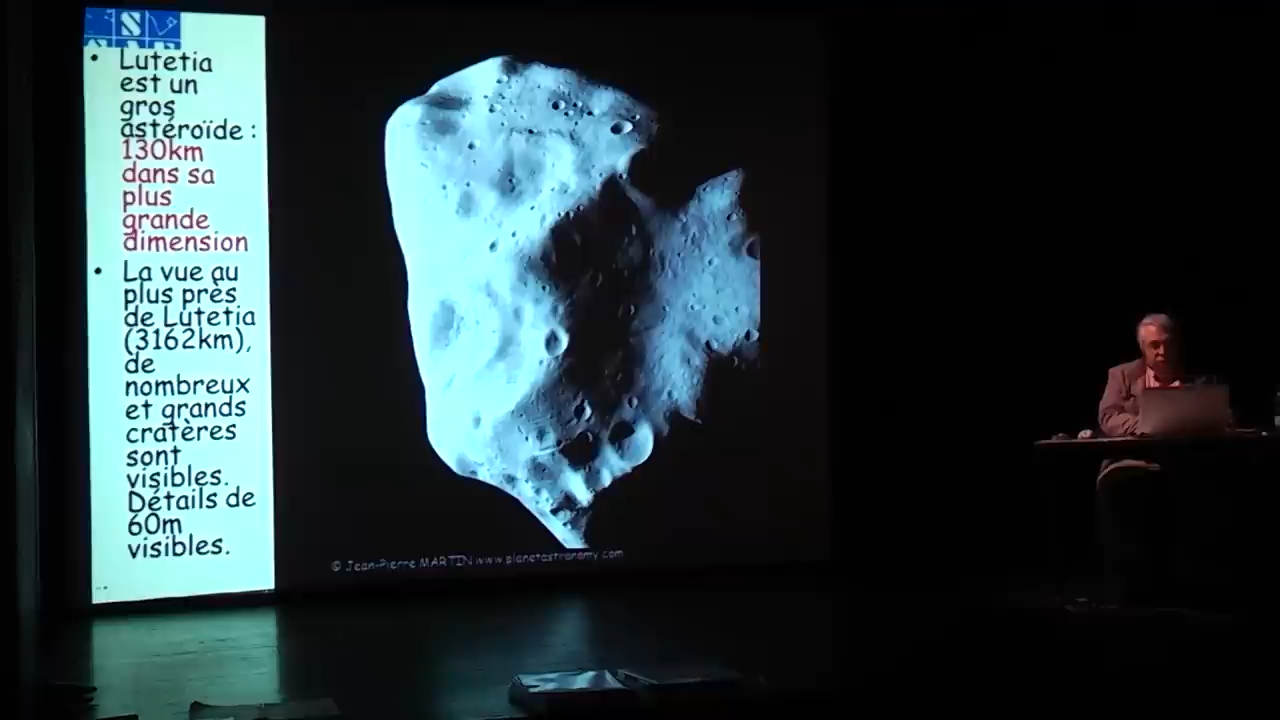 S
• Lutetia
est un
gros
astéroïde :
130km
dans sa
plus
grande
dimension
• La vue au
plus près
de Lutetia
(3162km),
de
nombreux
et grands
cratères
sont
visibles.
Détails de
60m
visibles.
© Jean-Pierre MARTIN www.planetastronomy.com